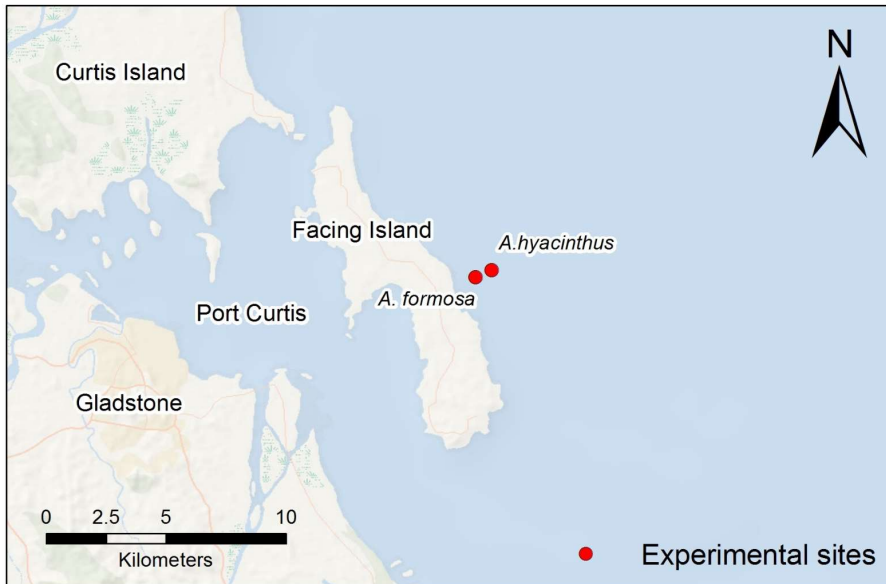 N
Curtis Island
Facing Island
A.hyacinthus
A. formosa
Port Curtis
Gladstone
0 2.5 5 10
Kilometers
Experimental sites